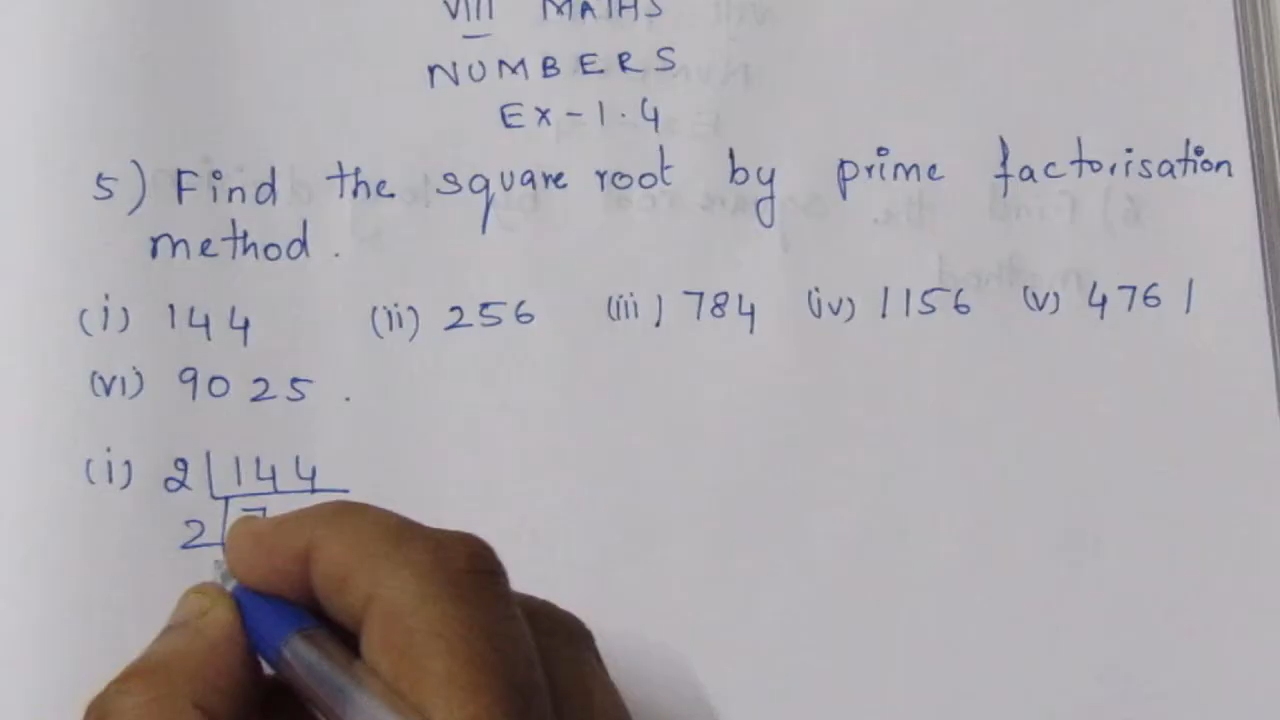 VIII MATHS
NUMBERS
Ex-1.4
5) Find the square root by prime factorisation
method.
(i) 144 (ii) 256 (iii) 784 (iv) 1156 (v) 4761
(vi) 9025.
(i) 2 144
2 7